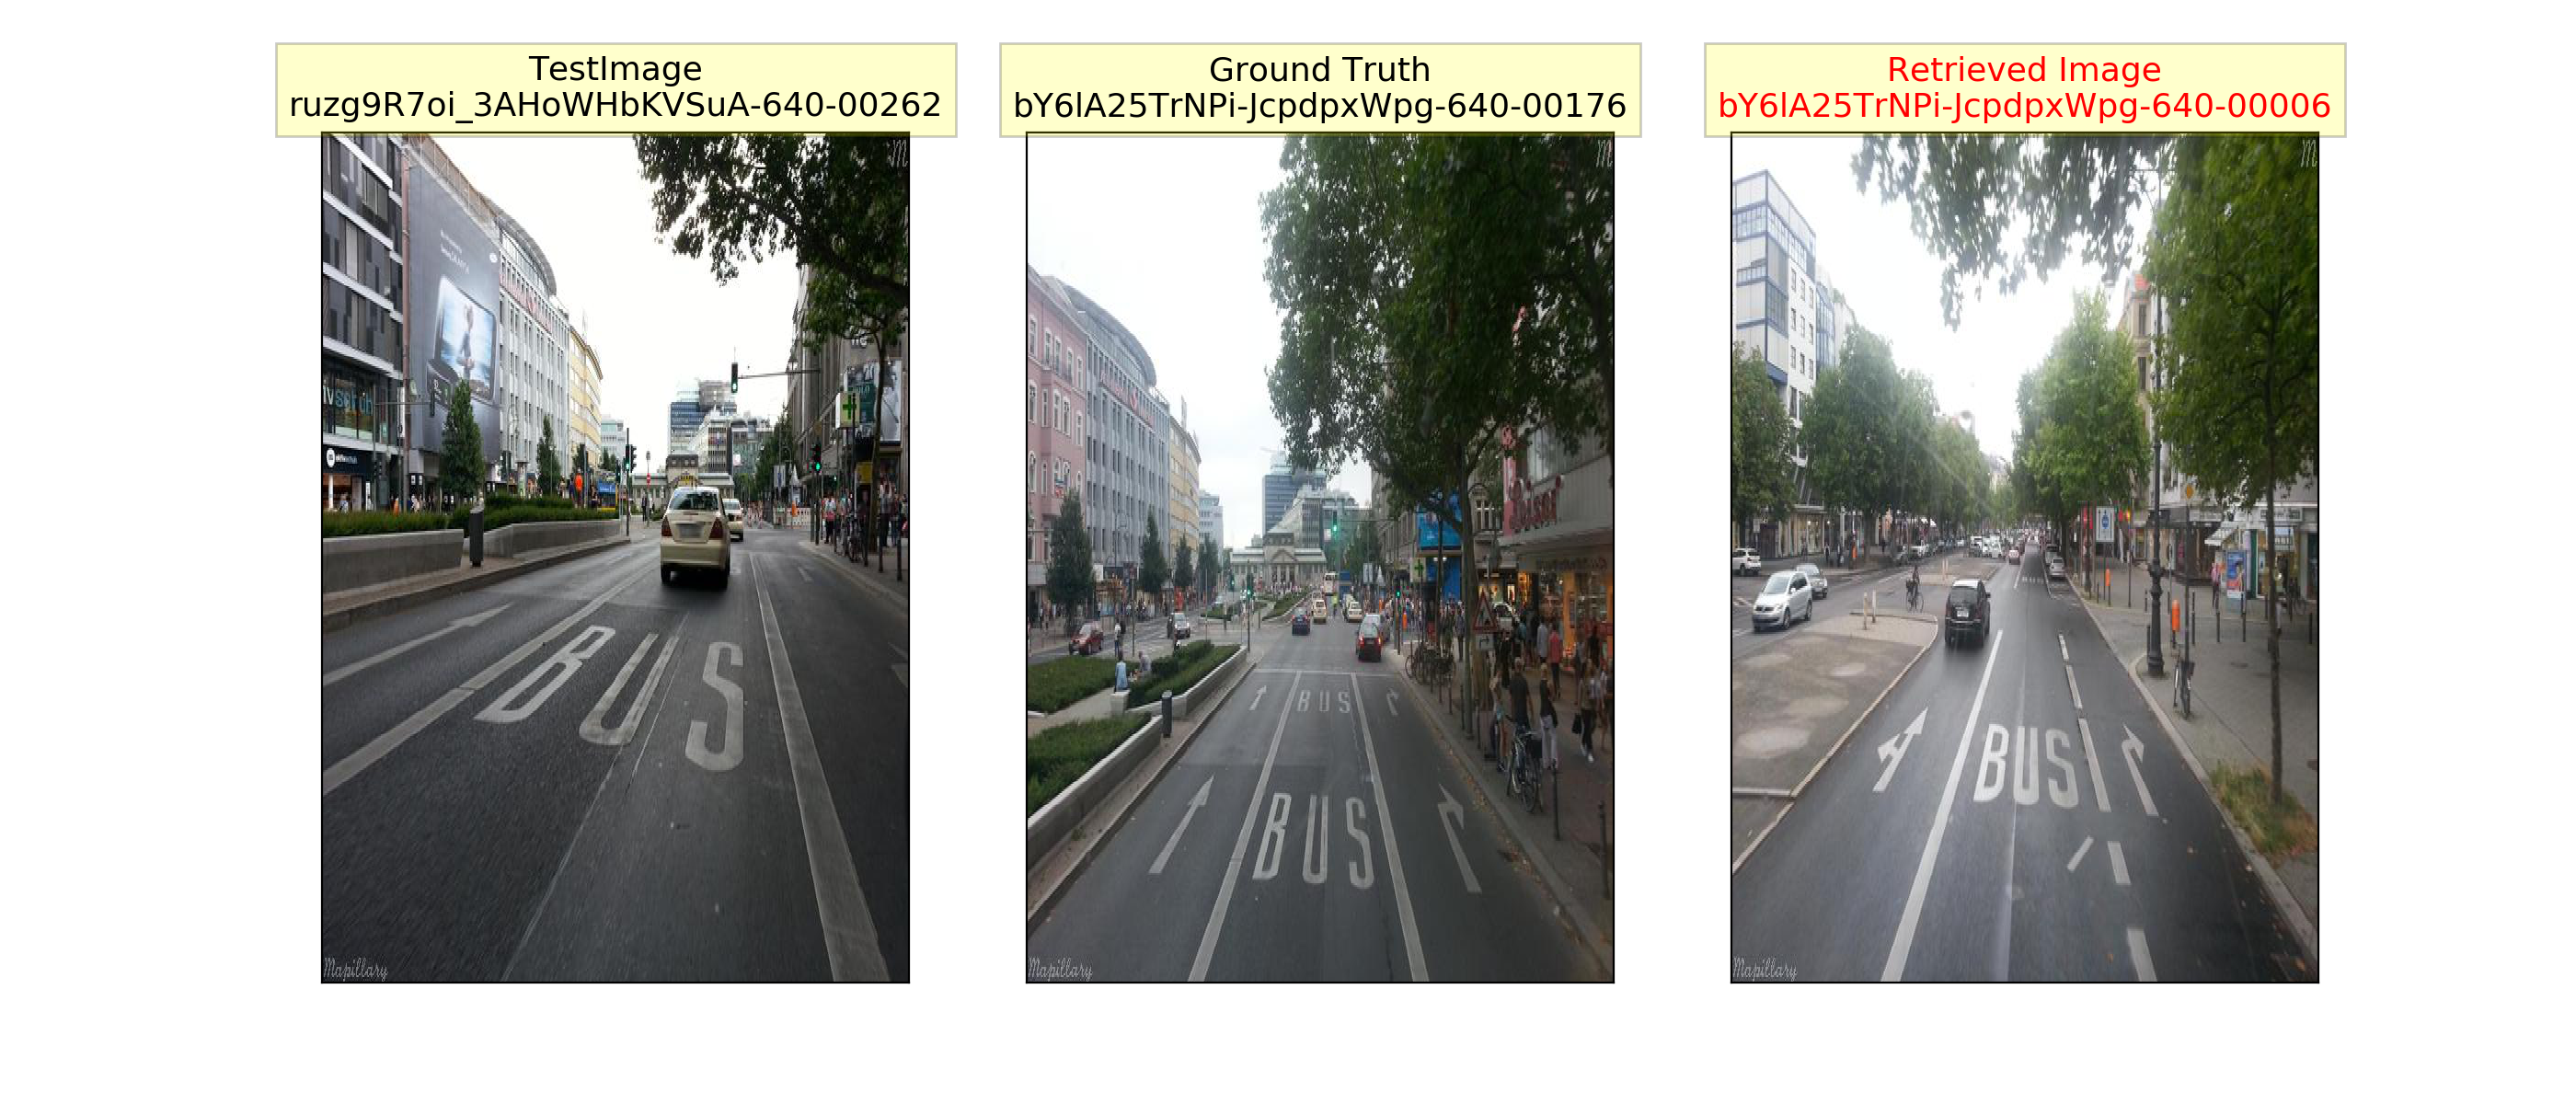 TestImage
ruzg9R7oi_3AHoWHbKVSuA-640-00262
Ground Truth
bY6lA25TrNPi-JcpdpxWpg-640-00176
Retrieved Image
bY6lA25TrNPi-JcpdpxWpg-640-00006
M
M
M
BUS
BUS
BUS
BUS
Mapillary
Mapillary
Mapillary